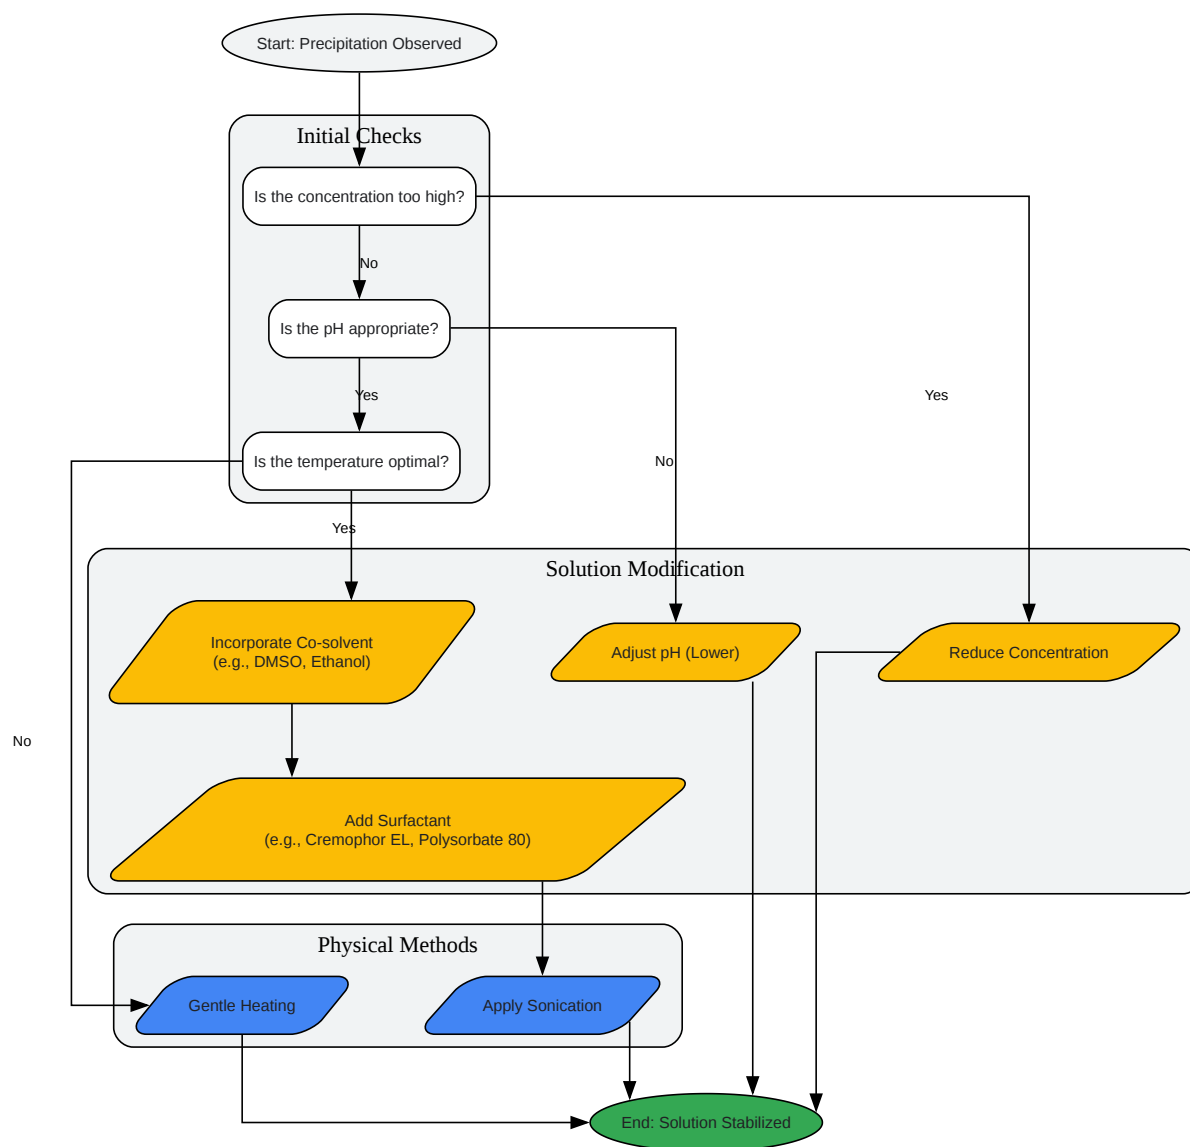 Start: Precipitation Observed
Initial Checks
Is the concentration too high?
No
Is the pH appropriate?
Yes
Yes
Is the temperature optimal?
No
Yes
Solution Modification
Incorporate Co-solvent
(e.g., DMSO, Ethanol)
Adjust pH (Lower)
Reduce Concentration
No
Add Surfactant
(e.g., Cremophor EL, Polysorbate 80)
Physical Methods
Gentle Heating
Apply Sonication
End: Solution Stabilized